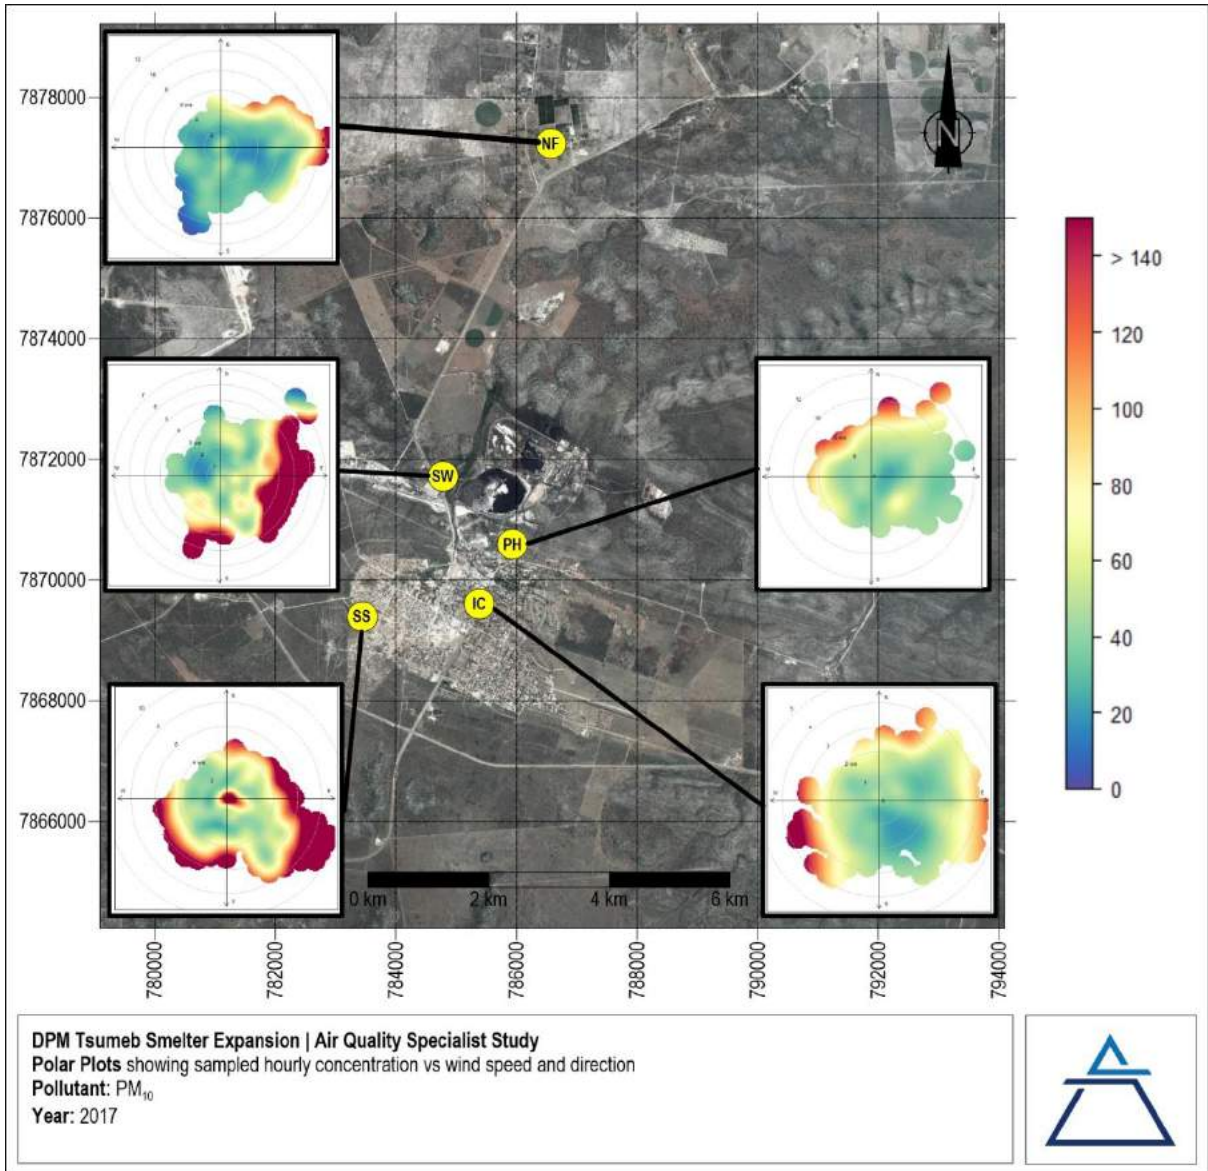 7878000
7876000
7874000
7872000
7870000
7868000
7866000
NF
SW
PH
SS
IC
N
> 140
120
100
80
60
40
20
0
0 km
2 km
4 km
6 km
780000
782000
784000
786000
788000
790000
792000
794000
DPM Tsumeb Smelter Expansion | Air Quality Specialist Study
Polar Plots showing sampled hourly concentration vs wind speed and direction
Pollutant: PM₁₀
Year: 2017